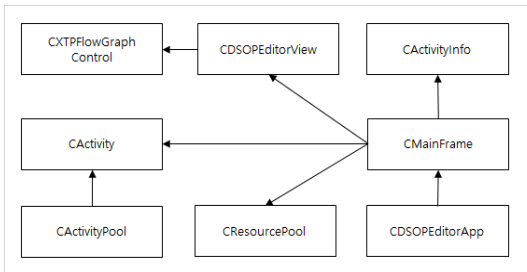 CXTPFlowGraph
Control
CDSOPEditorView
CActivityInfo
CActivity
CMainFrame
CActivityPool
CResourcePool
CDSOPEditorApp